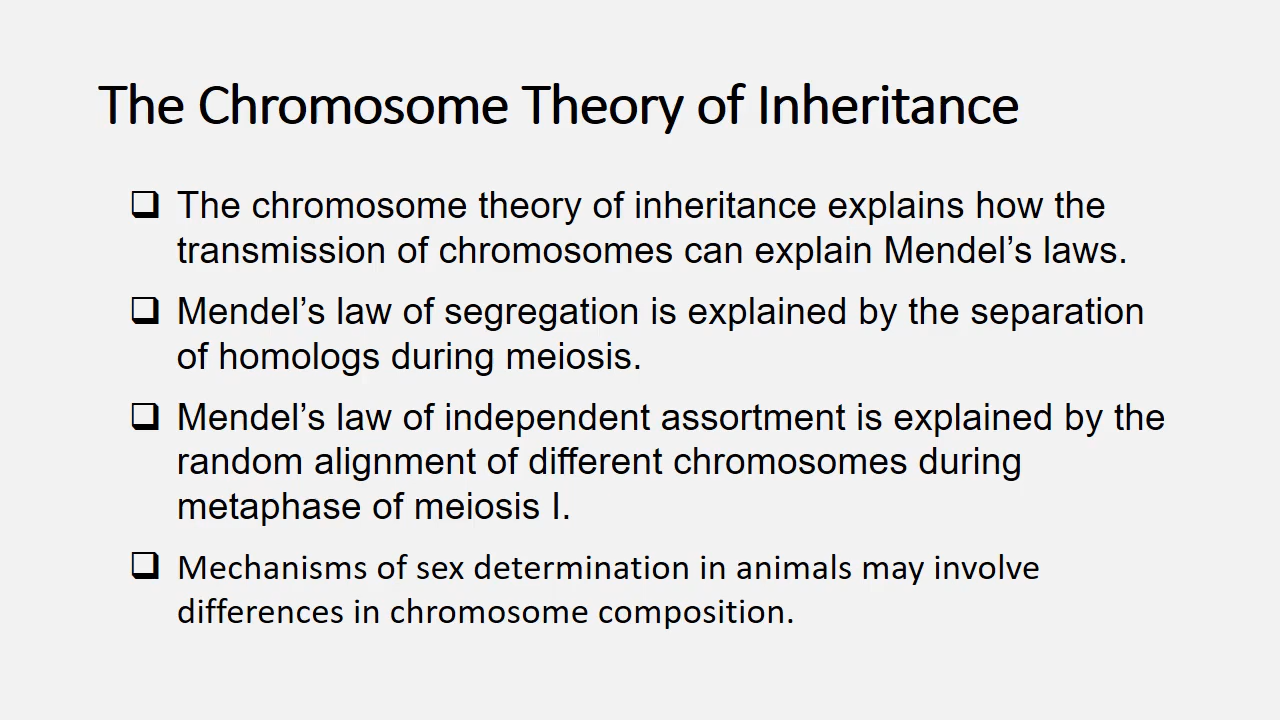 The Chromosome Theory of Inheritance
❑ The chromosome theory of inheritance explains how the
transmission of chromosomes can explain Mendel’s laws.
❑ Mendel’s law of segregation is explained by the separation
of homologs during meiosis.
❑ Mendel’s law of independent assortment is explained by the
random alignment of different chromosomes during
metaphase of meiosis I.
❑ Mechanisms of sex determination in animals may involve
differences in chromosome composition.